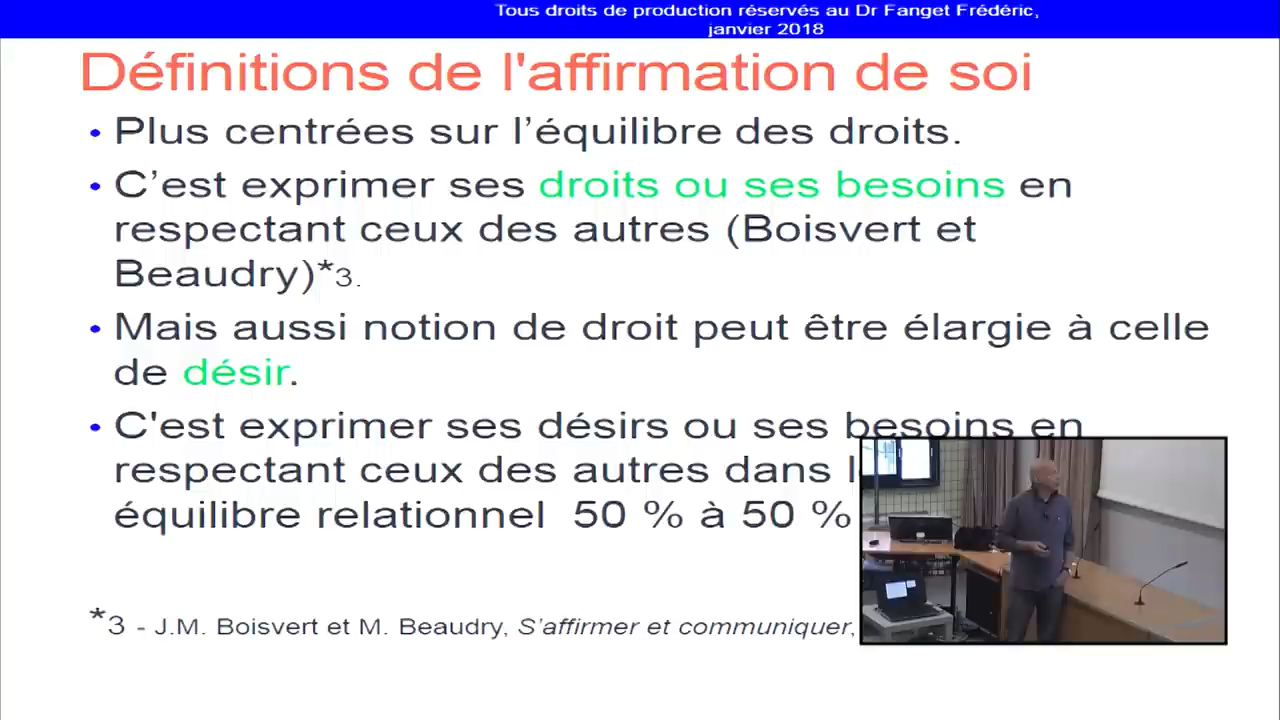 Tous droits de production réservés au Dr Fanget Frédéric,
janvier 2018
Définitions de l'affirmation de soi
• Plus centrées sur l’équilibre des droits.
• C’est exprimer ses droits ou ses besoins en
respectant ceux des autres (Boisvert et
Beaudry)*3.
• Mais aussi notion de droit peut être élargie à celle
de désir.
• C'est exprimer ses désirs ou ses besoins en
respectant ceux des autres dans
équilibre relationnel 50 % à 50 %
*3 - J.M. Boisvert et M. Beaudry, S'affirmer et communiquer,